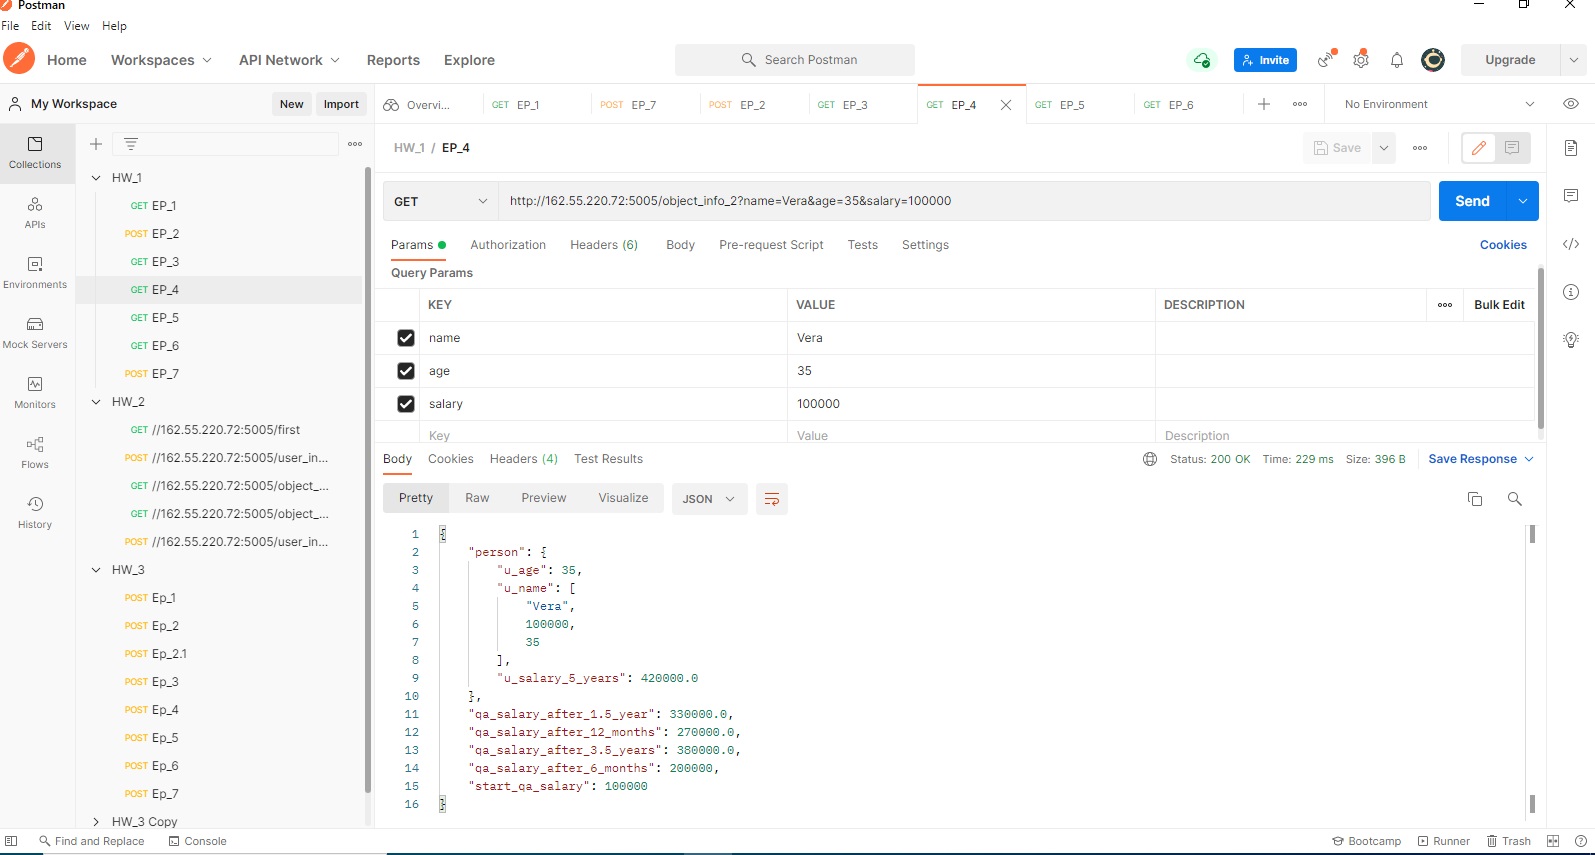 Postman
File Edit View Help
Home Workspaces API Network Reports Explore Search Postman Invite Upgrade
My Workspace New Import Overvi... GET EP_1 POST EP_7 POST EP_2 GET EP_3 GET EP_4 GET EP_5 GET EP_6 No Environment
Collections
APIs
Environments
Mock Servers
Monitors
Flows
History
HW_1
GET EP_1
POST EP_2
GET EP_3
GET EP_4
GET EP_5
GET EP_6
POST EP_7
HW_2
GET //162.55.220.72:5005/first
POST //162.55.220.72:5005/user_in...
GET //162.55.220.72:5005/object_...
GET //162.55.220.72:5005/object_...
POST //162.55.220.72:5005/user_in...
HW_3
POST Ep_1
POST Ep_2
POST Ep_2.1
POST Ep_3
POST Ep_4
POST Ep_5
POST Ep_6
POST Ep_7
HW_3 Copy
HW_1 / EP_4 Save
GET http://162.55.220.72:5005/object_info_2?name=Vera&age=35&salary=100000 Send
Params Authorization Headers (6) Body Pre-request Script Tests Settings Cookies
Query Params
KEY VALUE DESCRIPTION Bulk Edit
name Vera
age 35
salary 100000
Key Value Description
Body Cookies Headers (4) Test Results Status: 200 OK Time: 229 ms Size: 396 B Save Response
Pretty Raw Preview Visualize JSON
1 {
2 "person": {
3 "u_age": 35,
4 "u_name": [
5 "Vera",
6 100000,
7 35
8 ],
9 "u_salary_5_years": 420000.0
10 },
11 "qa_salary_after_1.5_year": 330000.0,
12 "qa_salary_after_12_months": 270000.0,
13 "qa_salary_after_3.5_years": 380000.0,
14 "qa_salary_after_6_months": 200000,
15 "start_qa_salary": 100000
16 }
Find and Replace Console Bootcamp Runner Trash